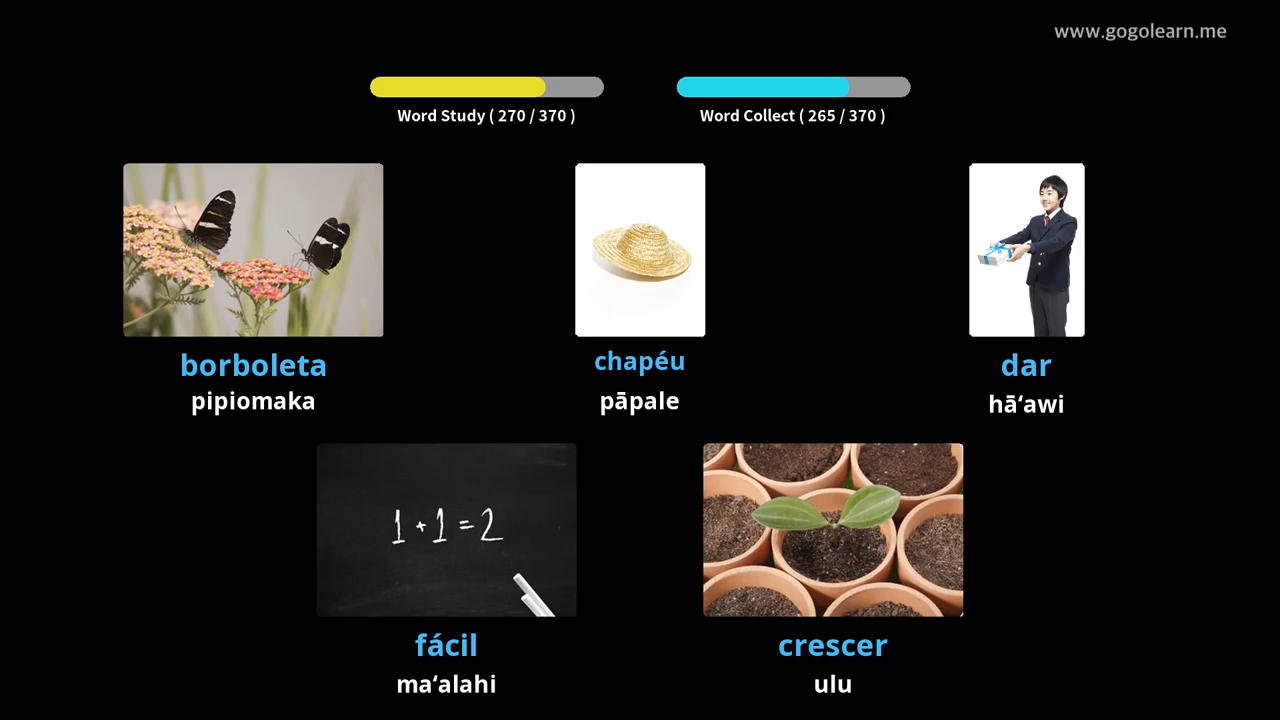 www.gogolearn.me
Word Study ( 270 / 370 )
Word Collect ( 265 / 370 )
borboleta
pipiomaka
chapéu
pāpale
dar
hāʻawi
1 + 1 = 2
fácil
maʻalahi
crescer
ulu